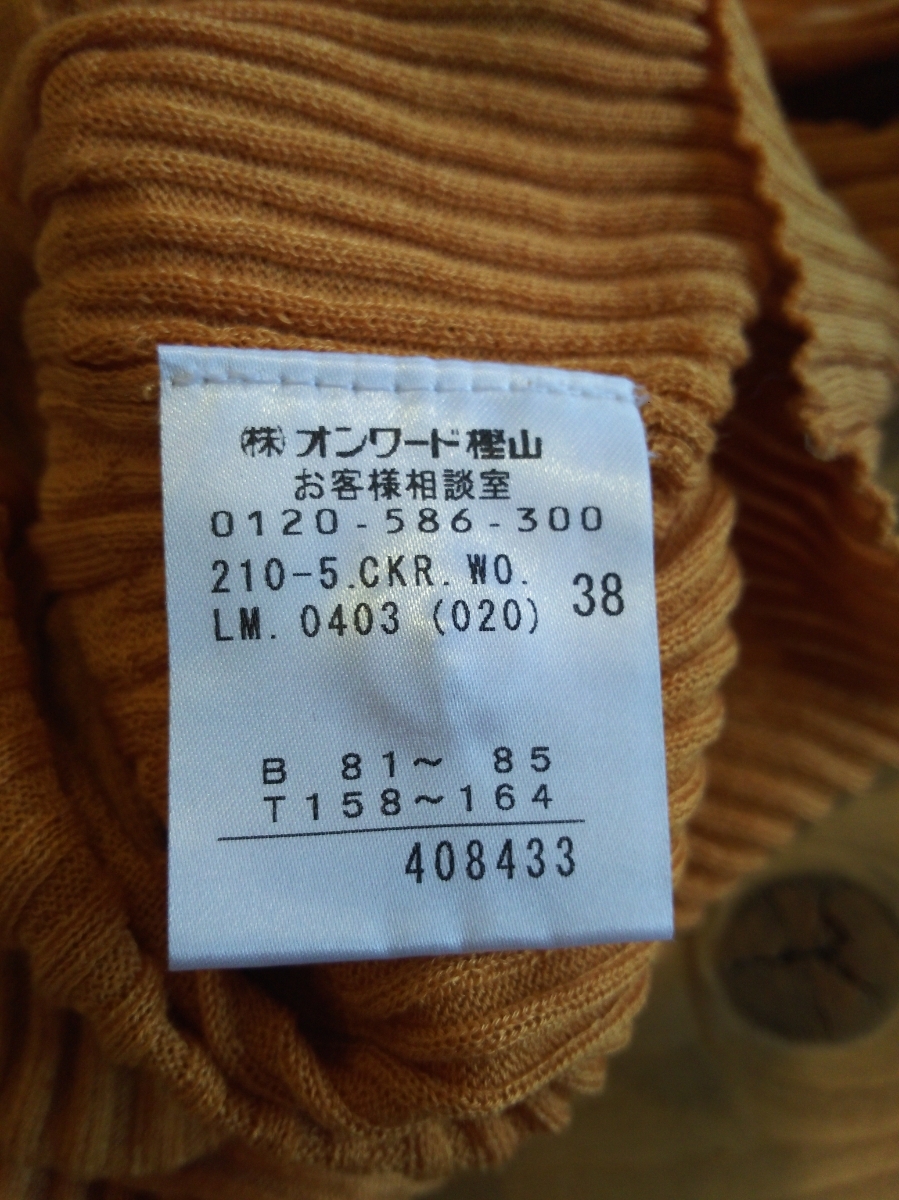 ㈱オンワード樫山
お客様相談室
0120-586-300
210-5.CKR.WO.
LM. 0403 (020) 38
B 81〜 85
T158〜164
408433